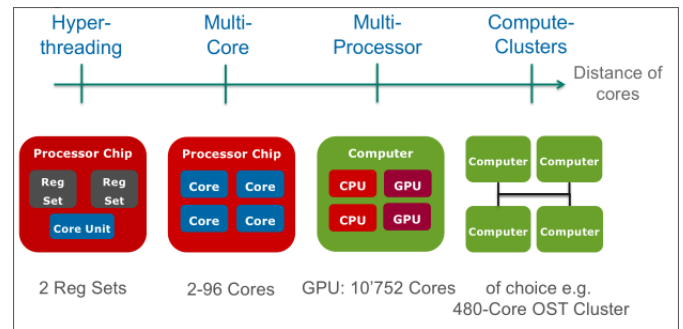 Hyper-
threading
Multi-
Core
Multi-
Processor
Compute-
Clusters
Distance of
cores
Processor Chip
Reg
Set
Reg
Set
Core Unit
Processor Chip
Core
Core
Core
Core
Computer
CPU
GPU
CPU
GPU
Computer
Computer
Computer
Computer
2 Reg Sets
2-96 Cores
GPU: 10’752 Cores
of choice e.g.
480-Core OST Cluster